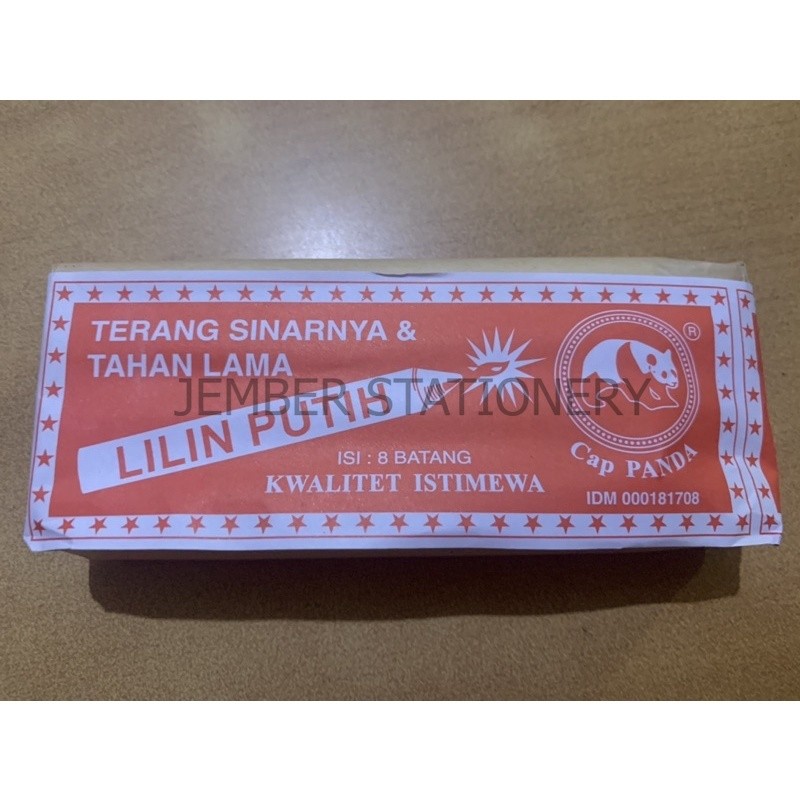 TERANG SINARNYA &
TAHAN LAMA
LILIN PUTIH
JEMBER STATIONERY
ISI : 8 BATANG
KWALITET ISTIMEWA
®
Cap PANDA
IDM 000181708